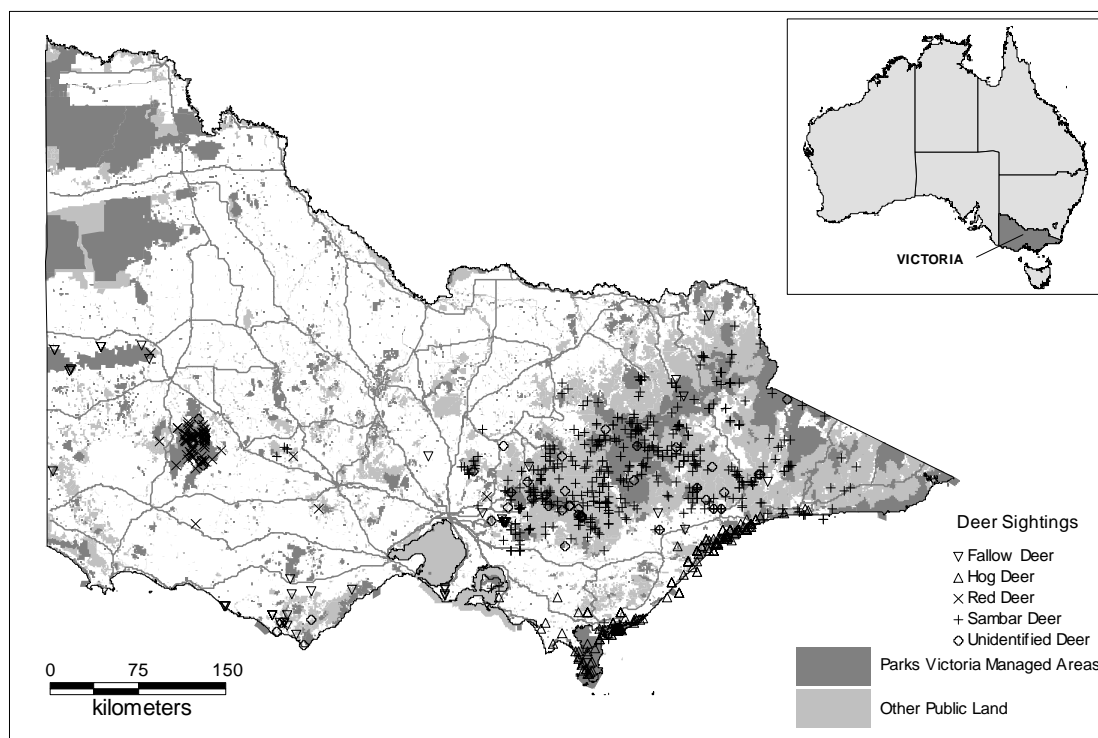 VICTORIA
Deer Sightings
Fallow Deer
Hog Deer
Red Deer
Sambar Deer
Unidentified Deer
Parks Victoria Managed Areas
Other Public Land
0 75 150
kilometers